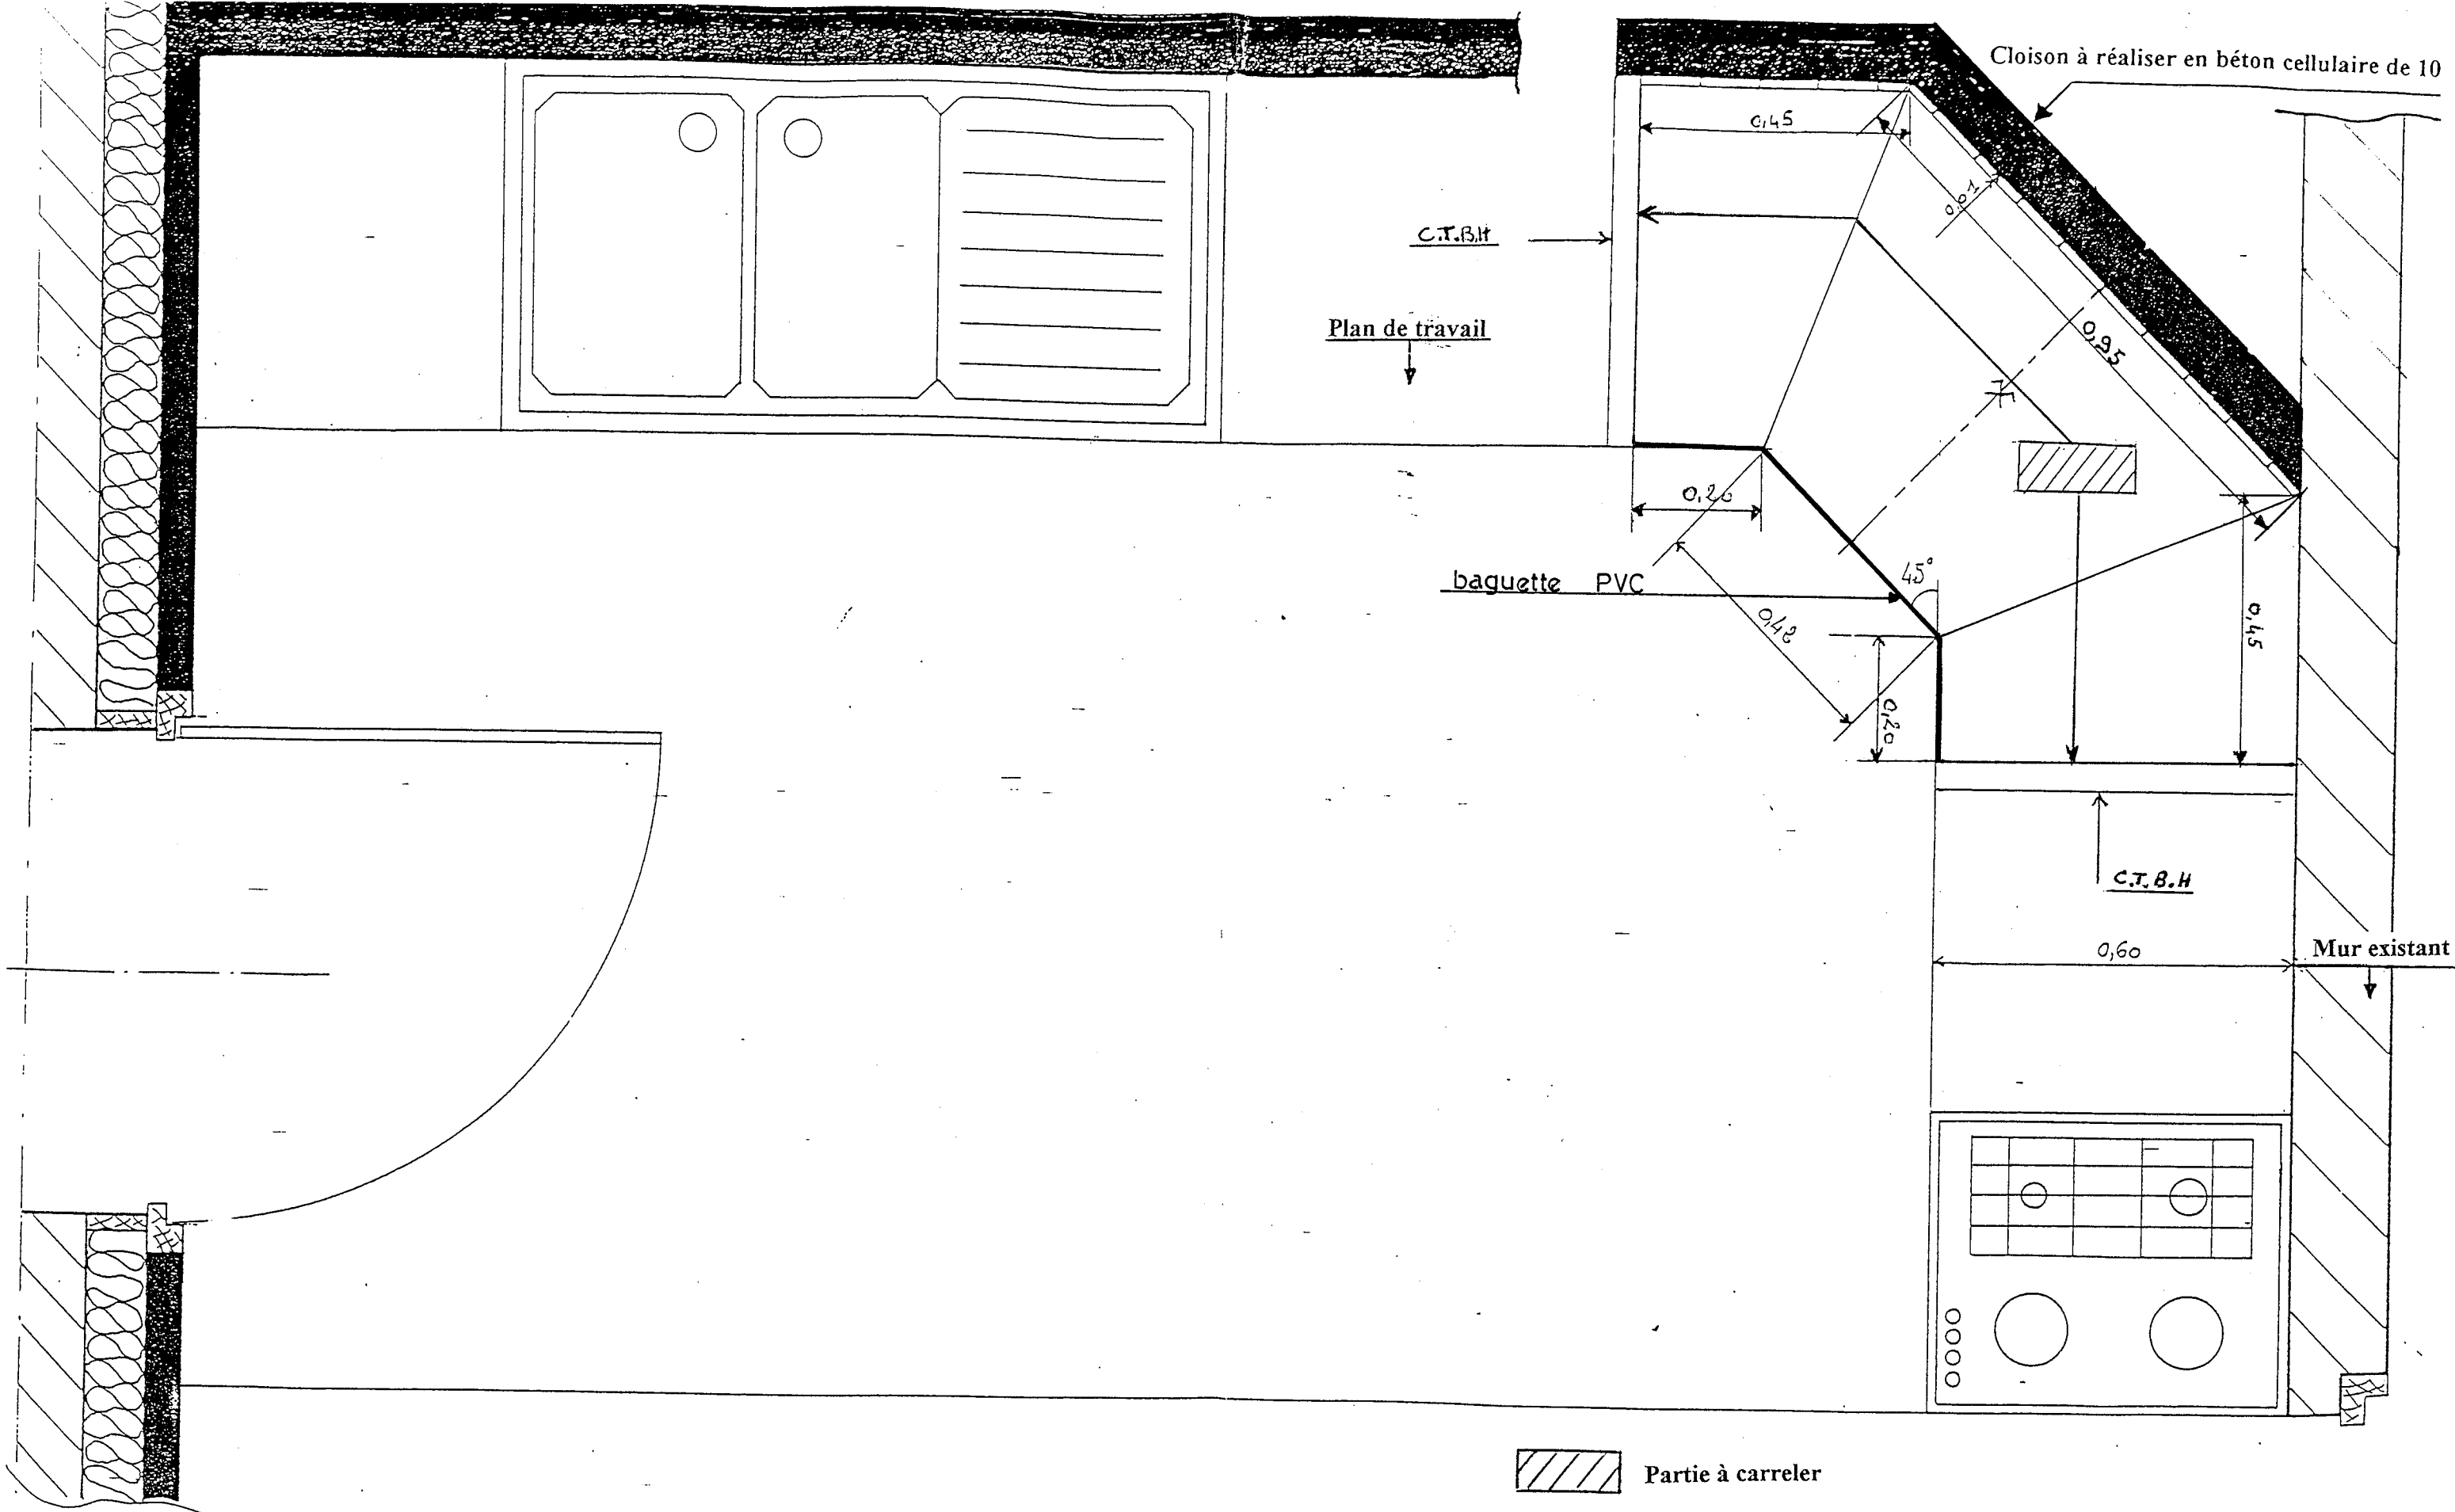 Cloison à réaliser en béton cellulaire de 10
0,45
0,01
C.T.B.H
Plan de travail
0,95
0,20
45°
baguette PVC
0,48
0,45
0,20
C.T.B.H
0,60
Mur existant
Partie à carreler